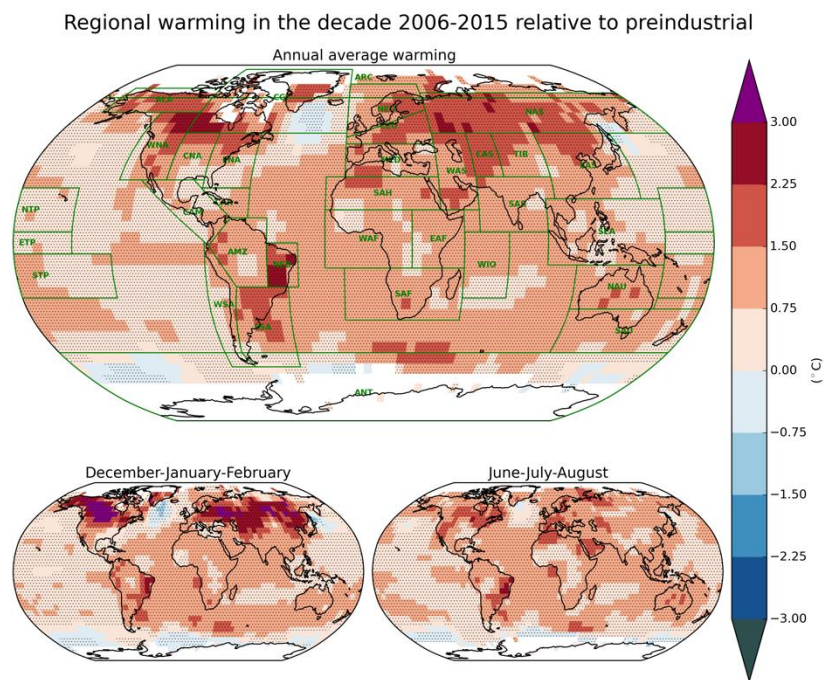 Regional warming in the decade 2006-2015 relative to preindustrial
Annual average warming
ARC
NAS
WNA
CNA
ENA
CAS
TIB
WAS
EAS
SAH
SAS
NTP
ETP
STP
SEA
AMZ
WAF
EAF
WIO
WSA
SAF
NAU
ANT
3.00
2.25
1.50
0.75
0.00
−0.75
−1.50
−2.25
−3.00
(°C)
December-January-February
June-July-August